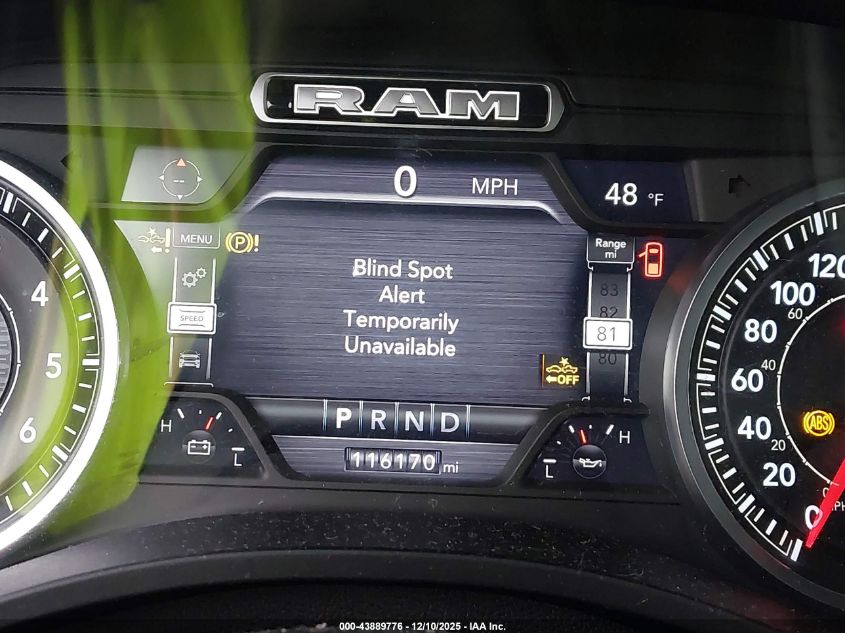 RAM
0 MPH
48 °F
MENU
P !
Range
mi
Blind Spot
Alert
Temporarily
Unavailable
SPEED
83
82
81
80
OFF
P R N D
H
L
H
L
116170 mi
4
5
6
120
100
80
60
40
20
0
60
40
0
ABS
000-43889776 - 12/10/2025 - IAA Inc.